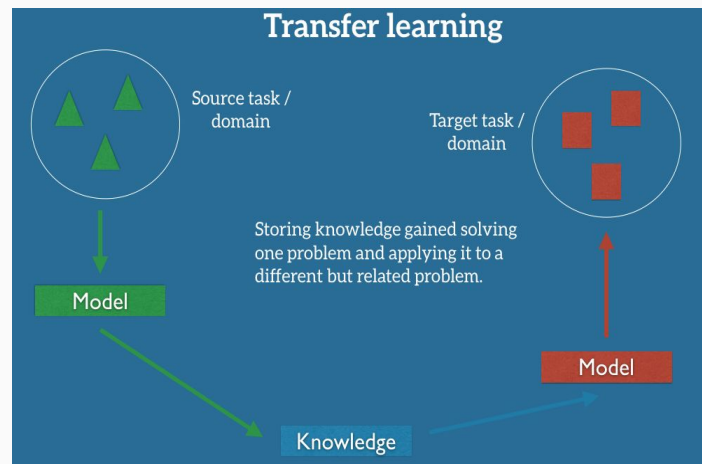 Transfer learning
Source task /
domain
Target task /
domain
Storing knowledge gained solving
one problem and applying it to a
different but related problem.
Model
Model
Knowledge